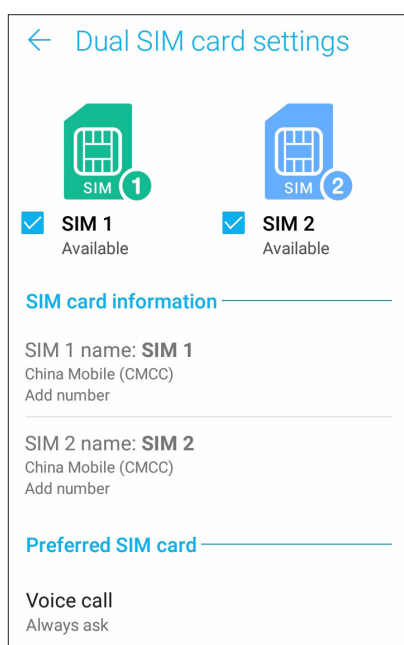 Dual SIM card settings
SIM 1
SIM 2
SIM 1
SIM 2
Available
Available
SIM card information
SIM 1 name: SIM 1
China Mobile (CMCC)
Add number
SIM 2 name: SIM 2
China Mobile (CMCC)
Add number
Preferred SIM card
Voice call
Always ask